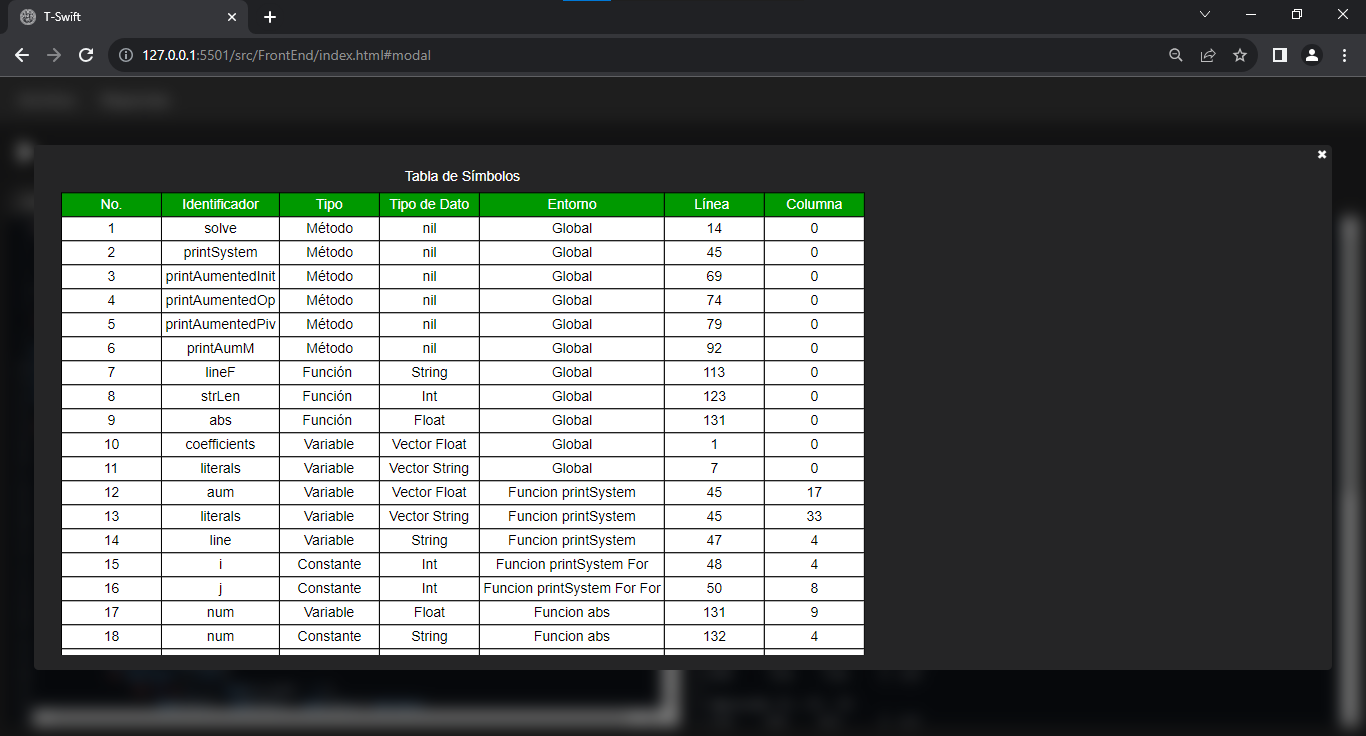 T-Swift
127.0.0.1:5501/src/FrontEnd/index.html#modal
Tabla de Símbolos
No. Identificador Tipo Tipo de Dato Entorno Línea Columna
1 solve Método nil Global 14 0
2 printSystem Método nil Global 45 0
3 printAumentedInit Método nil Global 69 0
4 printAumentedOp Método nil Global 74 0
5 printAumentedPiv Método nil Global 79 0
6 printAumM Método nil Global 92 0
7 lineF Función String Global 113 0
8 strLen Función Int Global 123 0
9 abs Función Float Global 131 0
10 coefficients Variable Vector Float Global 1 0
11 literals Variable Vector String Global 7 0
12 aum Variable Vector Float Funcion printSystem 45 17
13 literals Variable Vector String Funcion printSystem 45 33
14 line Variable String Funcion printSystem 47 4
15 i Constante Int Funcion printSystem For 48 4
16 j Constante Int Funcion printSystem For For 50 8
17 num Variable Float Funcion abs 131 9
18 num Constante String Funcion abs 132 4